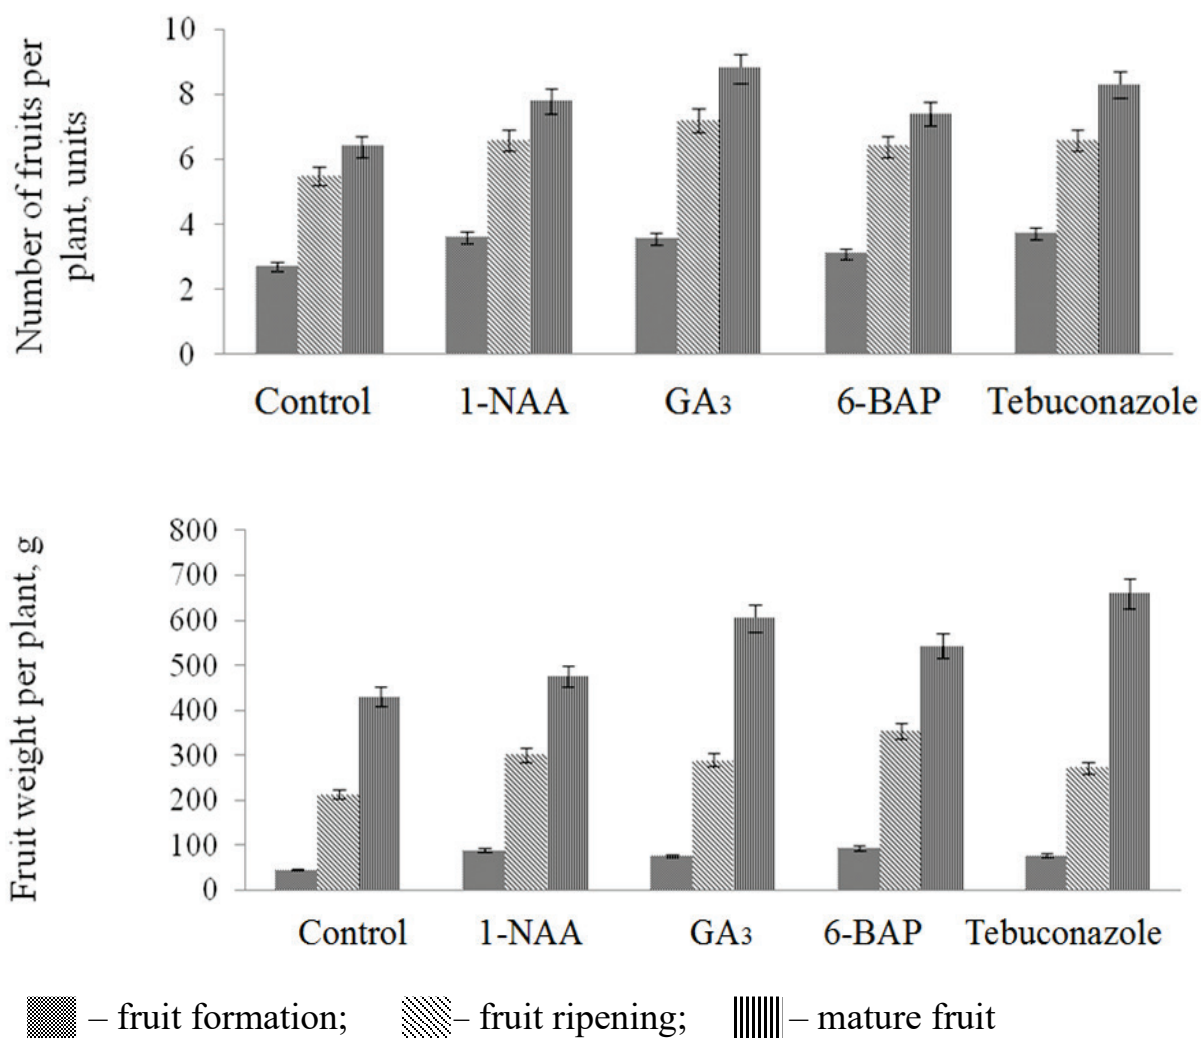 Number of fruits per
plant, units
10
8
6
4
2
0
Control 1-NAA GA3 6-BAP Tebuconazole
Fruit weight per plant, g
800
700
600
500
400
300
200
100
0
Control 1-NAA GA3 6-BAP Tebuconazole
– fruit formation; – fruit ripening; – mature fruit